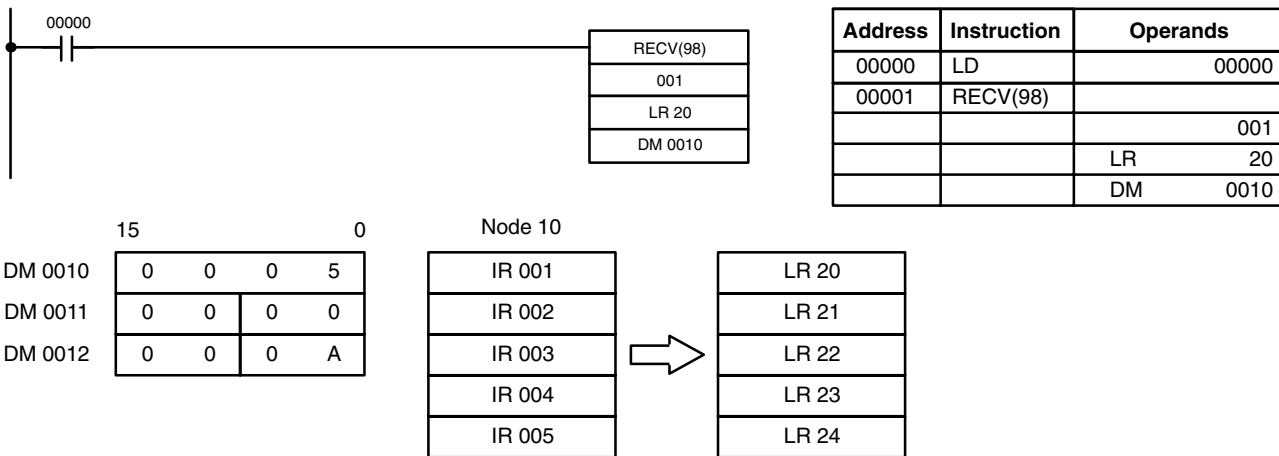 00000
RECV(98)
001
LR 20
DM 0010
Address Instruction Operands
00000 LD 00000
00001 RECV(98)
001
LR 20
DM 0010
15 0
DM 0010 0 0 0 5
DM 0011 0 0 0 0
DM 0012 0 0 0 A
Node 10
IR 001
IR 002
IR 003
IR 004
IR 005
LR 20
LR 21
LR 22
LR 23
LR 24